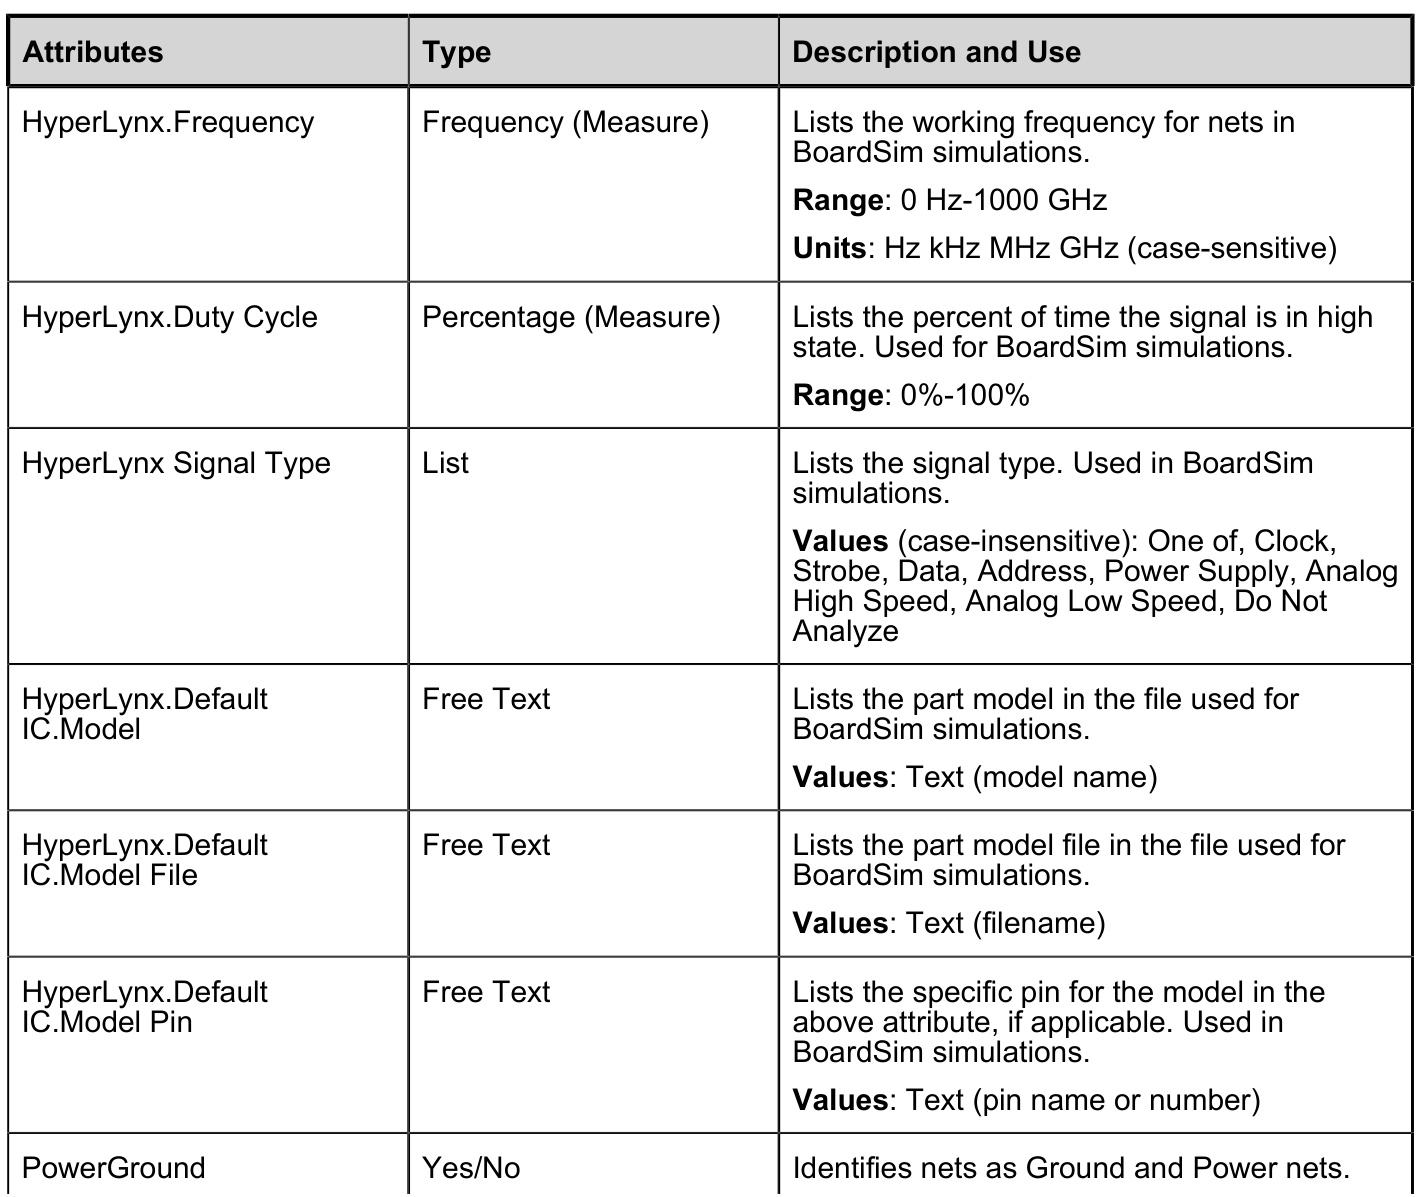 Attributes Type Description and Use
HyperLynx.Frequency Frequency (Measure) Lists the working frequency for nets in
BoardSim simulations.
Range: 0 Hz-1000 GHz
Units: Hz kHz MHz GHz (case-sensitive)
HyperLynx.Duty Cycle Percentage (Measure) Lists the percent of time the signal is in high
state. Used for BoardSim simulations.
Range: 0%-100%
HyperLynx Signal Type List Lists the signal type. Used in BoardSim
simulations.
Values (case-insensitive): One of, Clock,
Strobe, Data, Address, Power Supply, Analog
High Speed, Analog Low Speed, Do Not
Analyze
HyperLynx.Default Free Text Lists the part model in the file used for
IC.Model BoardSim simulations.
Values: Text (model name)
HyperLynx.Default Free Text Lists the part model file in the file used for
IC.Model File BoardSim simulations.
Values: Text (filename)
HyperLynx.Default Free Text Lists the specific pin for the model in the
IC.Model Pin above attribute, if applicable. Used in
BoardSim simulations.
Values: Text (pin name or number)
PowerGround Yes/No Identifies nets as Ground and Power nets.